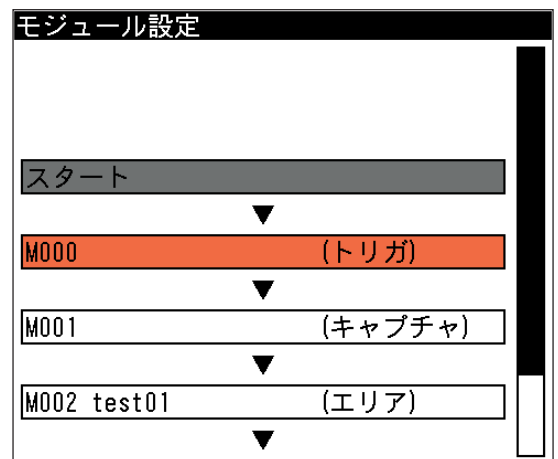 モジュール設定
スタート
▼
M000 (トリガ)
▼
M001 (キャプチャ)
▼
M002 test01 (エリア)
▼